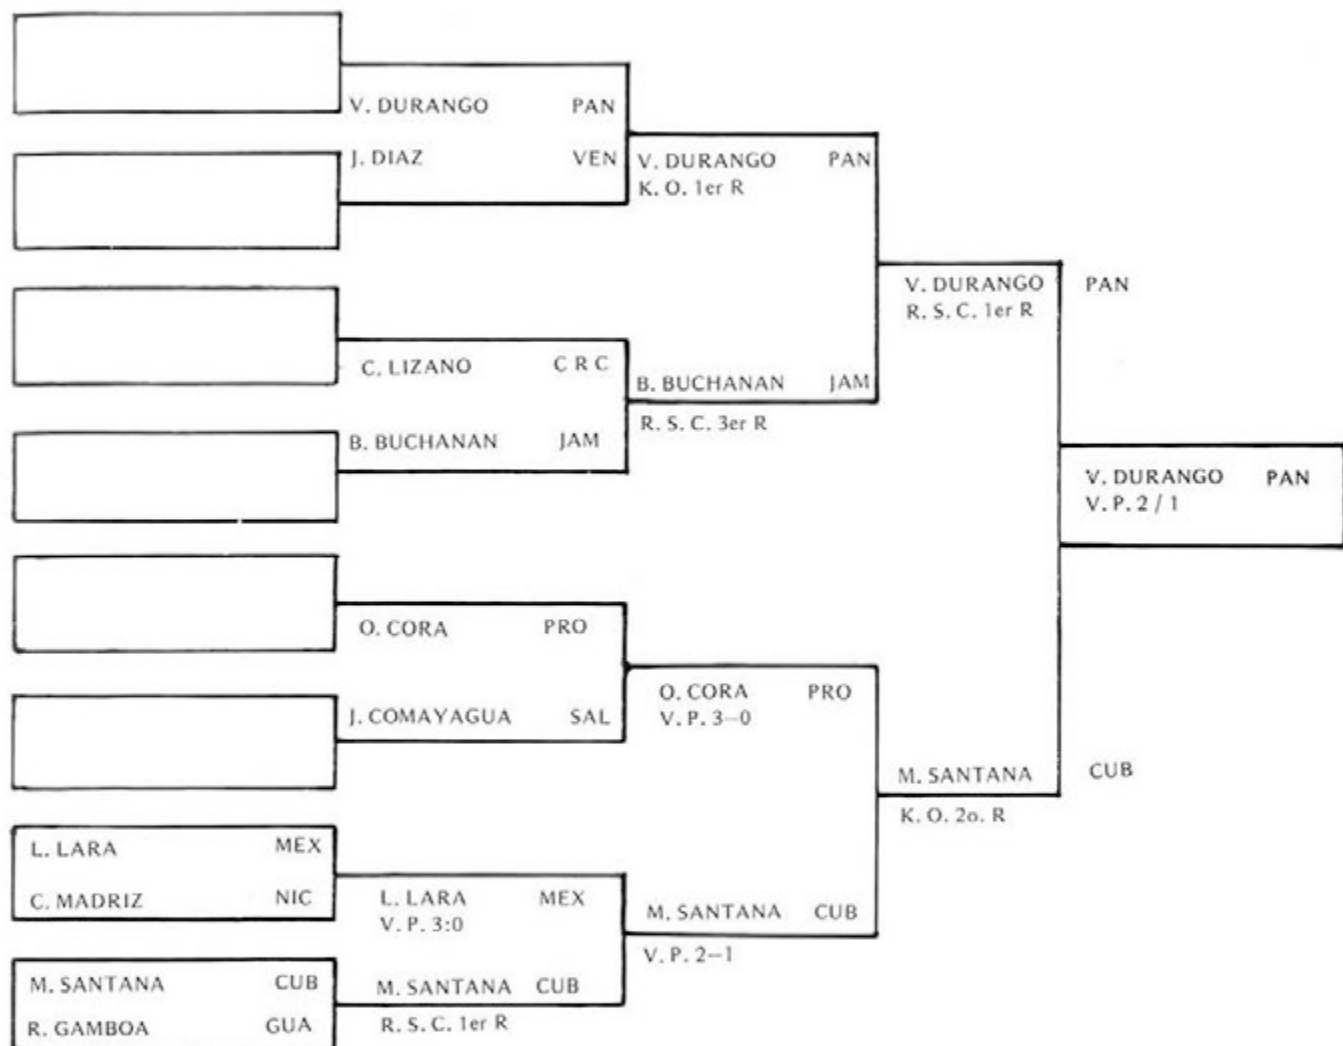 V. DURANGO PAN
J. DIAZ VEN
V. DURANGO PAN
K. O. 1er R
V. DURANGO PAN
R. S. C. 1er R
C. LIZANO C R C
B. BUCHANAN JAM
R. S. C. 3er R
B. BUCHANAN JAM
V. DURANGO PAN
V. P. 2 / 1
O. CORA PRO
J. COMAYAGUA SAL
O. CORA PRO
V. P. 3–0
M. SANTANA CUB
K. O. 2o. R
L. LARA MEX
C. MADRIZ NIC
L. LARA MEX
V. P. 3:0
M. SANTANA CUB
V. P. 2–1
M. SANTANA CUB
R. GAMBOA GUA
M. SANTANA CUB
R. S. C. 1er R